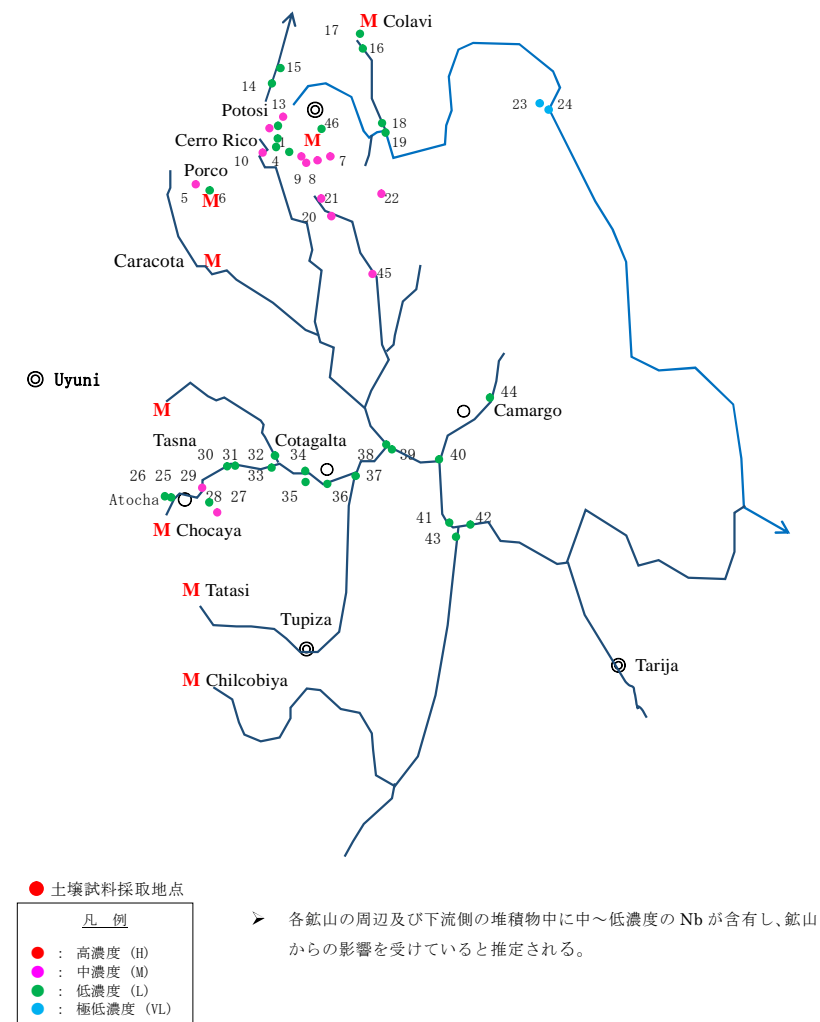 17 M Colavi
16
15
14
Potosi 13
46
18
23 24
Cerro Rico M
19
10 4 1
9 8 7
Porco
5 6
M
21
22
20
Caracota M
45
Uyuni
M
44
Camargo
Tasna
Cotagalta
30 31 32 34 38 39 40
26 25 29 33 37
Atocha 28 27 35 36
M Chocaya
41 42
43
M Tatasi
Tupiza
Tarija
M Chilcobiya
土壌試料採取地点
凡 例
： 高濃度 (H)
： 中濃度 (M)
： 低濃度 (L)
： 極低濃度 (VL)
➢ 各鉱山の周辺及び下流側の堆積物中に中～低濃度の Nb が含有し、鉱山
からの影響を受けていると推定される。